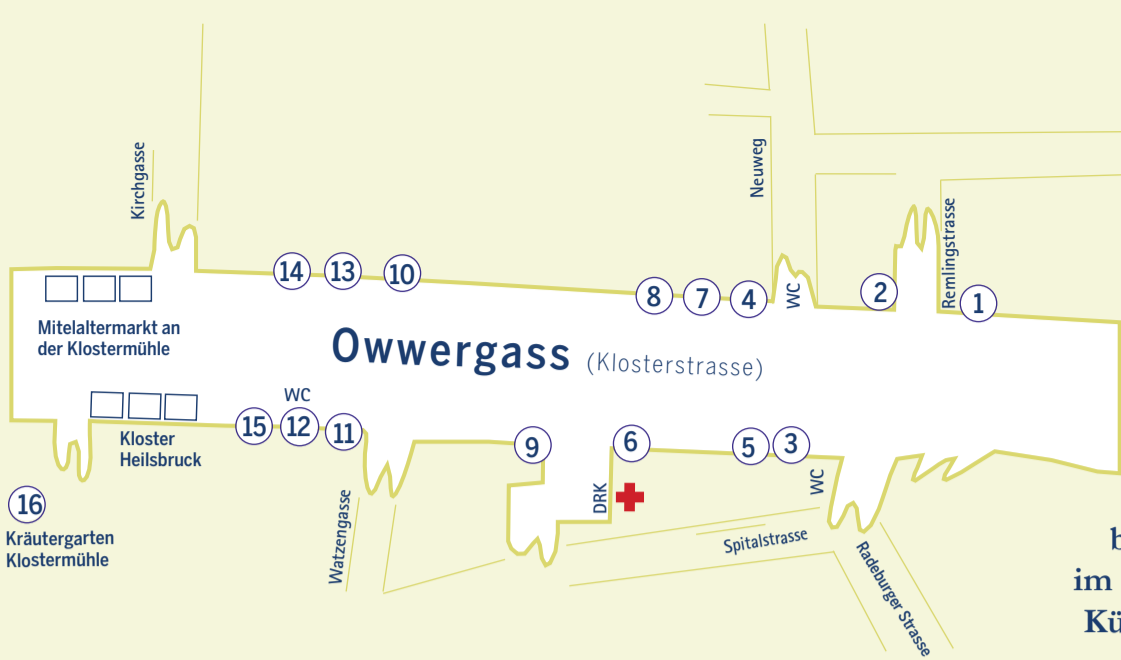 Kirchgasse
Neuweg
Remlingstrasse
14
13
10
8
7
4
WC
2
1
Mitelaltermarkt an
der Klostermühle
Owwergass (Klosterstrasse)
WC
15
12
11
9
6
5
3
WC
Kloster
Heilsbruck
DRK
16
Kräutergarten
Klostermühle
Watzengasse
Spitalstrasse
Radeburger Strasse
b
im
Kü